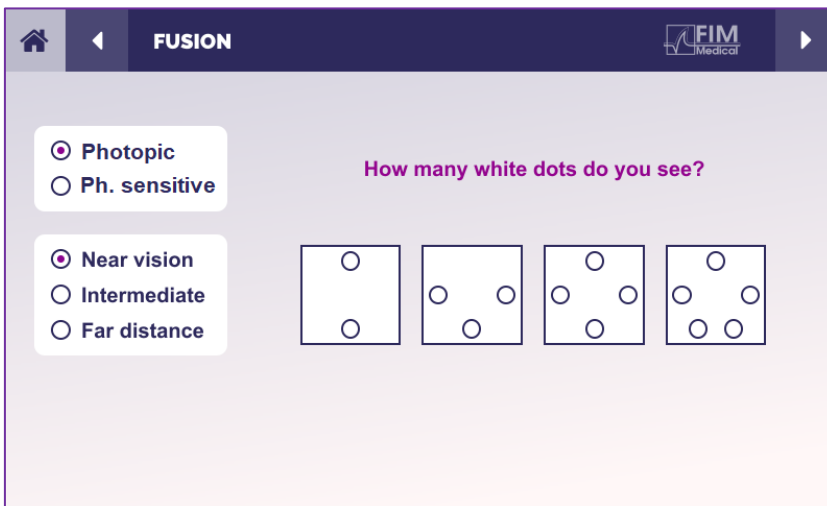 FUSION
FIM
Medical
Photopic
Ph. sensitive
How many white dots do you see?
Near vision
Intermediate
Far distance